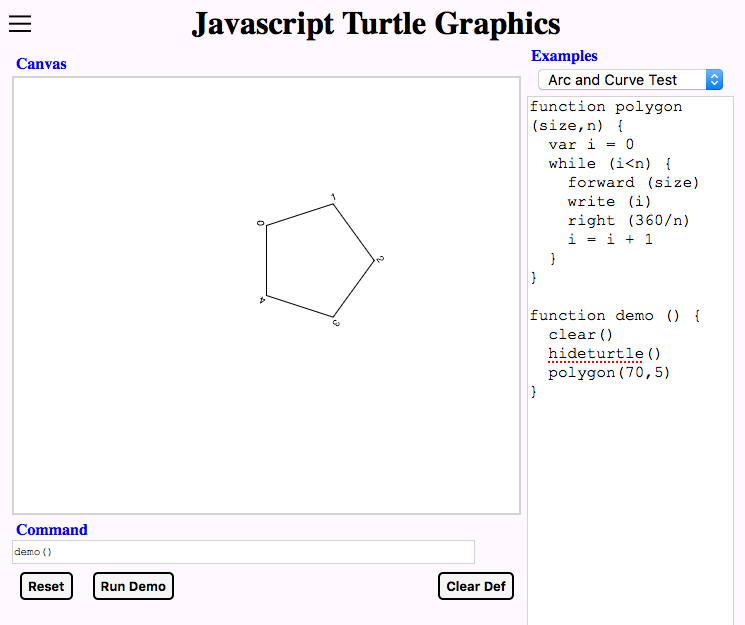 Javascript Turtle Graphics
Canvas
1
0
2
4
3
Command
demo()
Reset
Run Demo
Clear Def
Examples
Arc and Curve Test
function polygon
(size,n) {
  var i = 0
  while (i<n) {
    forward (size)
    write (i)
    right (360/n)
    i = i + 1
  }
}

function demo () {
  clear()
  hideturtle()
  polygon(70,5)
}